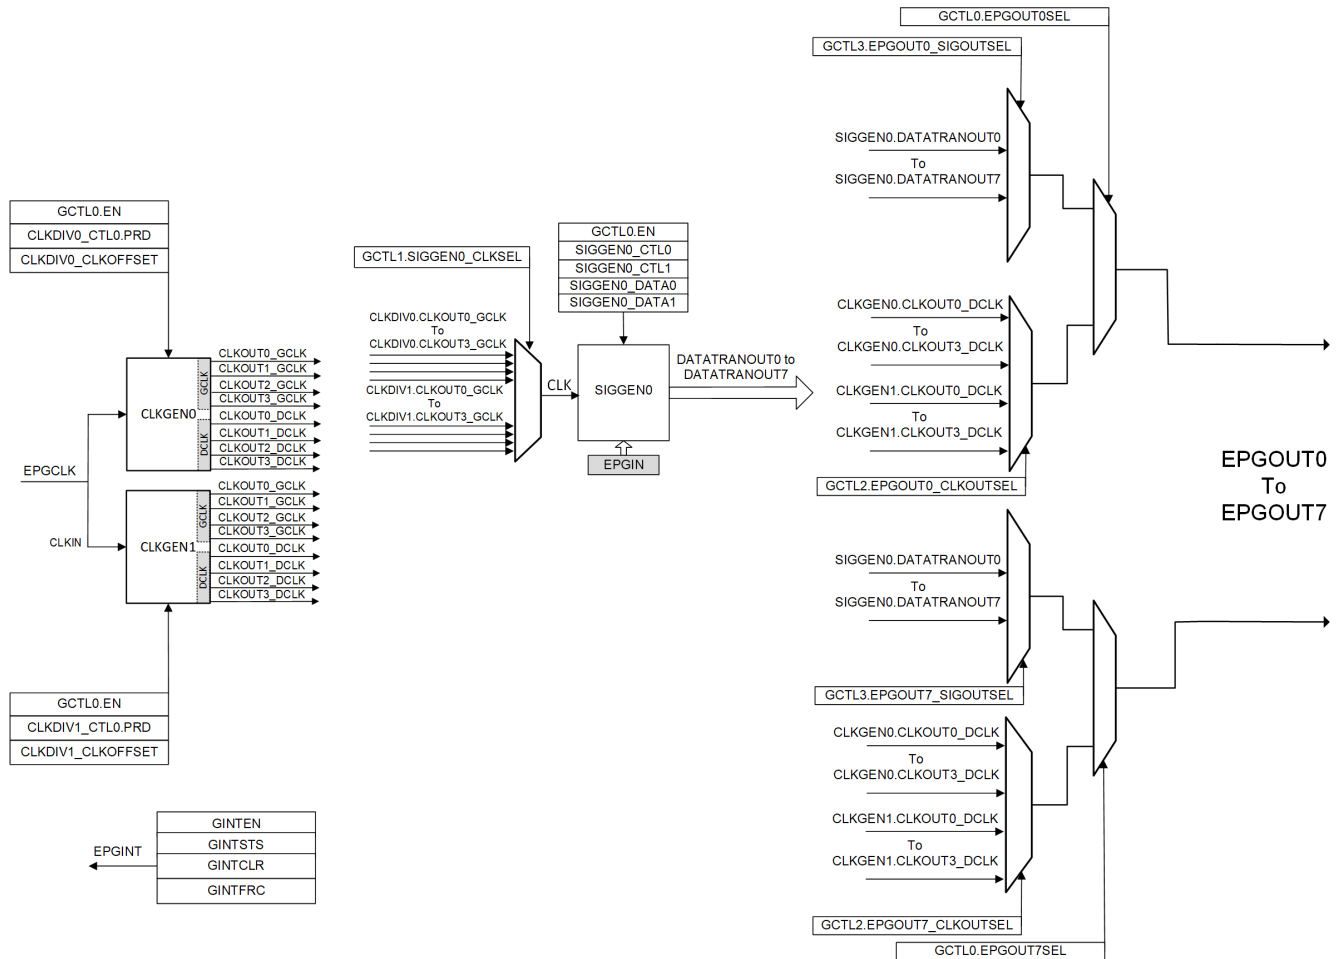 GCTL0.EPGOUT0SEL
GCTL3.EPGOUT0_SIGOUTSEL
SIGGEN0.DATATRANOUT0
To
SIGGEN0.DATATRANOUT7
GCTL0.EN
CLKDIV0_CTL0.PRD
CLKDIV0_CLKOFFSET
GCTL1.SIGGEN0_CLKSEL
GCTL0.EN
SIGGEN0_CTL0
SIGGEN0_CTL1
SIGGEN0_DATA0
SIGGEN0_DATA1
CLKDIV0.CLKOUT0_GCLK
To
CLKDIV0.CLKOUT3_GCLK
CLKDIV1.CLKOUT0_GCLK
To
CLKDIV1.CLKOUT3_GCLK
CLK
SIGGEN0
EPGIN
DATATRANOUT0 to
DATATRANOUT7
CLKGEN0.CLKOUT0_DCLK
To
CLKGEN0.CLKOUT3_DCLK
CLKGEN1.CLKOUT0_DCLK
To
CLKGEN1.CLKOUT3_DCLK
GCTL2.EPGOUT0_CLKOUTSEL
EPGCLK
CLKIN
CLKGEN0
GCLK
DCLK
CLKOUT0_GCLK
CLKOUT1_GCLK
CLKOUT2_GCLK
CLKOUT3_GCLK
CLKOUT0_DCLK
CLKOUT1_DCLK
CLKOUT2_DCLK
CLKOUT3_DCLK
CLKGEN1
GCLK
DCLK
CLKOUT0_GCLK
CLKOUT1_GCLK
CLKOUT2_GCLK
CLKOUT3_GCLK
CLKOUT0_DCLK
CLKOUT1_DCLK
CLKOUT2_DCLK
CLKOUT3_DCLK
EPGOUT0
To
EPGOUT7
SIGGEN0.DATATRANOUT0
To
SIGGEN0.DATATRANOUT7
GCTL3.EPGOUT7_SIGOUTSEL
GCTL0.EN
CLKDIV1_CTL0.PRD
CLKDIV1_CLKOFFSET
CLKGEN0.CLKOUT0_DCLK
To
CLKGEN0.CLKOUT3_DCLK
CLKGEN1.CLKOUT0_DCLK
To
CLKGEN1.CLKOUT3_DCLK
GCTL2.EPGOUT7_CLKOUTSEL
GCTL0.EPGOUT7SEL
EPGINT
GINTEN
GINTSTS
GINTCLR
GINTFRC